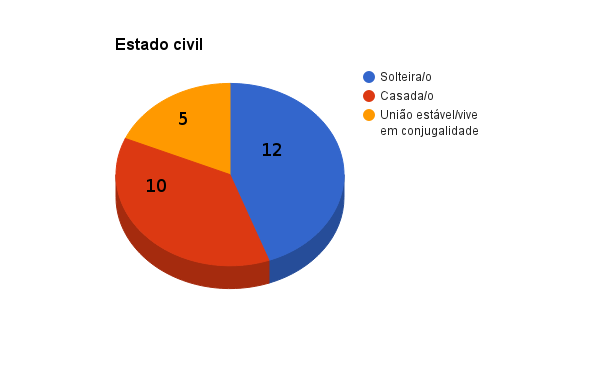 Estado civil
Solteira/o
Casada/o
União estável/vive
em conjugalidade
5
12
10